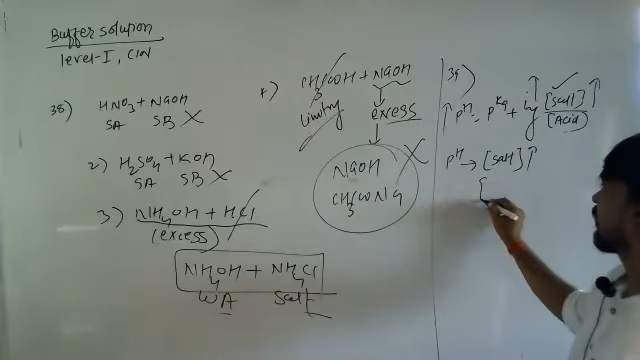 Buffer solution
level-I, CW
38) HNO3 + NaOH
SA SB ✗
2) H2SO4 + KOH
SA SB ✗
3) NH4OH + HCl
(excess)
NH4OH + NH4Cl
WA Salt
4) CH3COOH + NaOH
limiting excess
NaOH
CH3COONa
39)
↑ pH = pKa + log [Salt] ↑
[Acid]
pH → [Salt] ↑
[